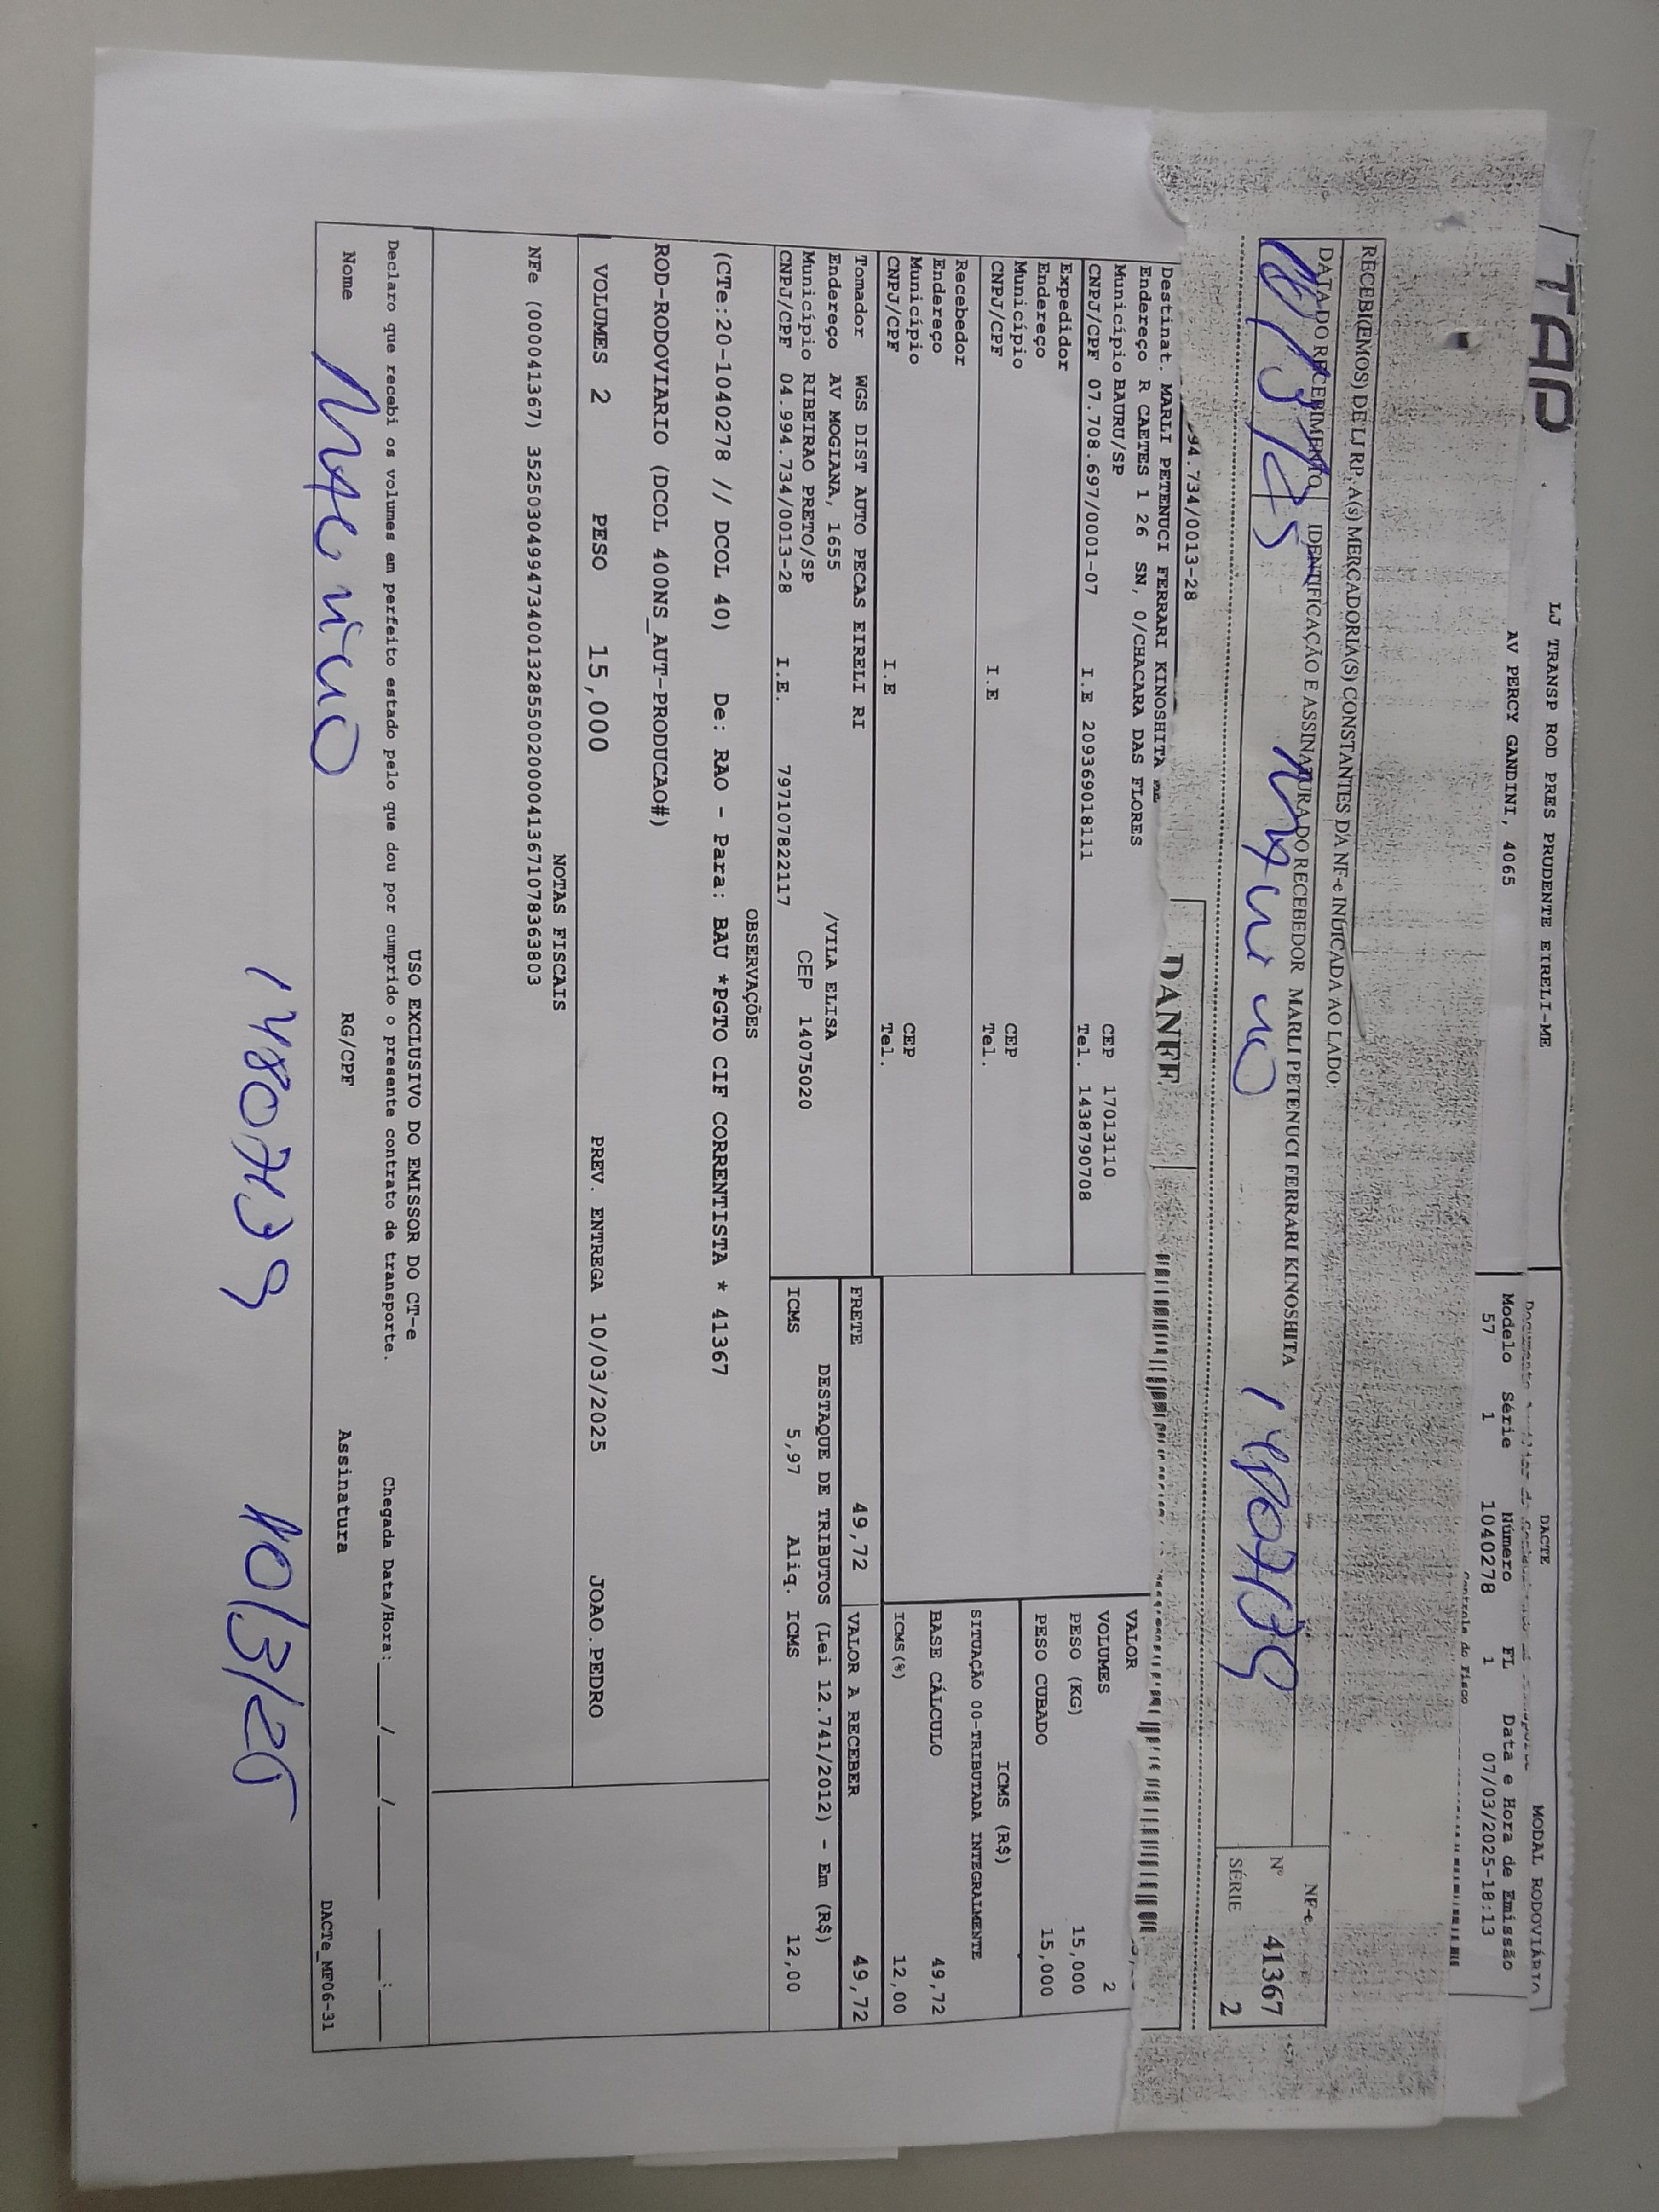 TAP
LJ TRANSP ROD PRES PRUDENTE EIRELI-ME
AV PERCY GANDINI, 4065
DACTE
MODAL RODOVIÁRIO
Modelo Série Número FL Data e Hora de Emissão
57 1 1040278 1 07/03/2025-18:13
Controle do Fisco
RECEBI(EMOS) DE LJ RP, A(S) MERCADORIA(S) CONSTANTES DA NF-e INDICADA AO LADO:
DATA DO RECEBIMENTO IDENTIFICAÇÃO E ASSINATURA DO RECEBEDOR MARLI PETENUCI FERRARI KINOSHITA
NF-e
Nº 41367
SÉRIE 2
94.734/0013-28
DANFE
Destinat. MARLI PETENUCI FERRARI KINOSHITA ME
Endereço R CAETES 1 26 SN, 0/CHACARA DAS FLORES
Município BAURU/SP CEP 17013110
CNPJ/CPF 07.708.697/0001-07 I.E 209369018111 Tel. 1438790708
Expedidor
Endereço
Município CEP
CNPJ/CPF I.E Tel.
Recebedor
Endereço
Município CEP
CNPJ/CPF I.E Tel.
VALOR
VOLUMES 2
PESO (KG) 15,000
PESO CUBADO 15,000
ICMS (R$)
SITUAÇÃO 00-TRIBUTADA INTEGRALMENTE
BASE CÁLCULO 49,72
ICMS(%) 12,00
Tomador WGS DIST AUTO PECAS EIRELI RI
Endereço AV MOGIANA, 1655 /VILA ELISA
Município RIBEIRAO PRETO/SP CEP 14075020
CNPJ/CPF 04.994.734/0013-28 I.E. 797107822117
FRETE 49,72 VALOR A RECEBER 49,72
DESTAQUE DE TRIBUTOS (Lei 12.741/2012) - Em (R$)
ICMS 5,97 Aliq. ICMS 12,00
OBSERVAÇÕES
(CTe:20-1040278 // DCOL 40) De: RAO - Para: BAU *PGTO CIF CORRENTISTA * 41367
ROD-RODOVIARIO (DCOL 400NS_AUT-PRODUCAO#)
VOLUMES 2 PESO 15,000 PREV. ENTREGA 10/03/2025 JOAO.PEDRO
NOTAS FISCAIS
NFe (000041367) 35250304994734001328550020000413671078363803
USO EXCLUSIVO DO EMISSOR DO CT-e
Declaro que recebi os volumes em perfeito estado pelo que dou por cumprido o presente contrato de transporte. Chegada Data/Hora:____/____/______ ___:___
Nome RG/CPF Assinatura DACTe_MF06-31
10/3/25